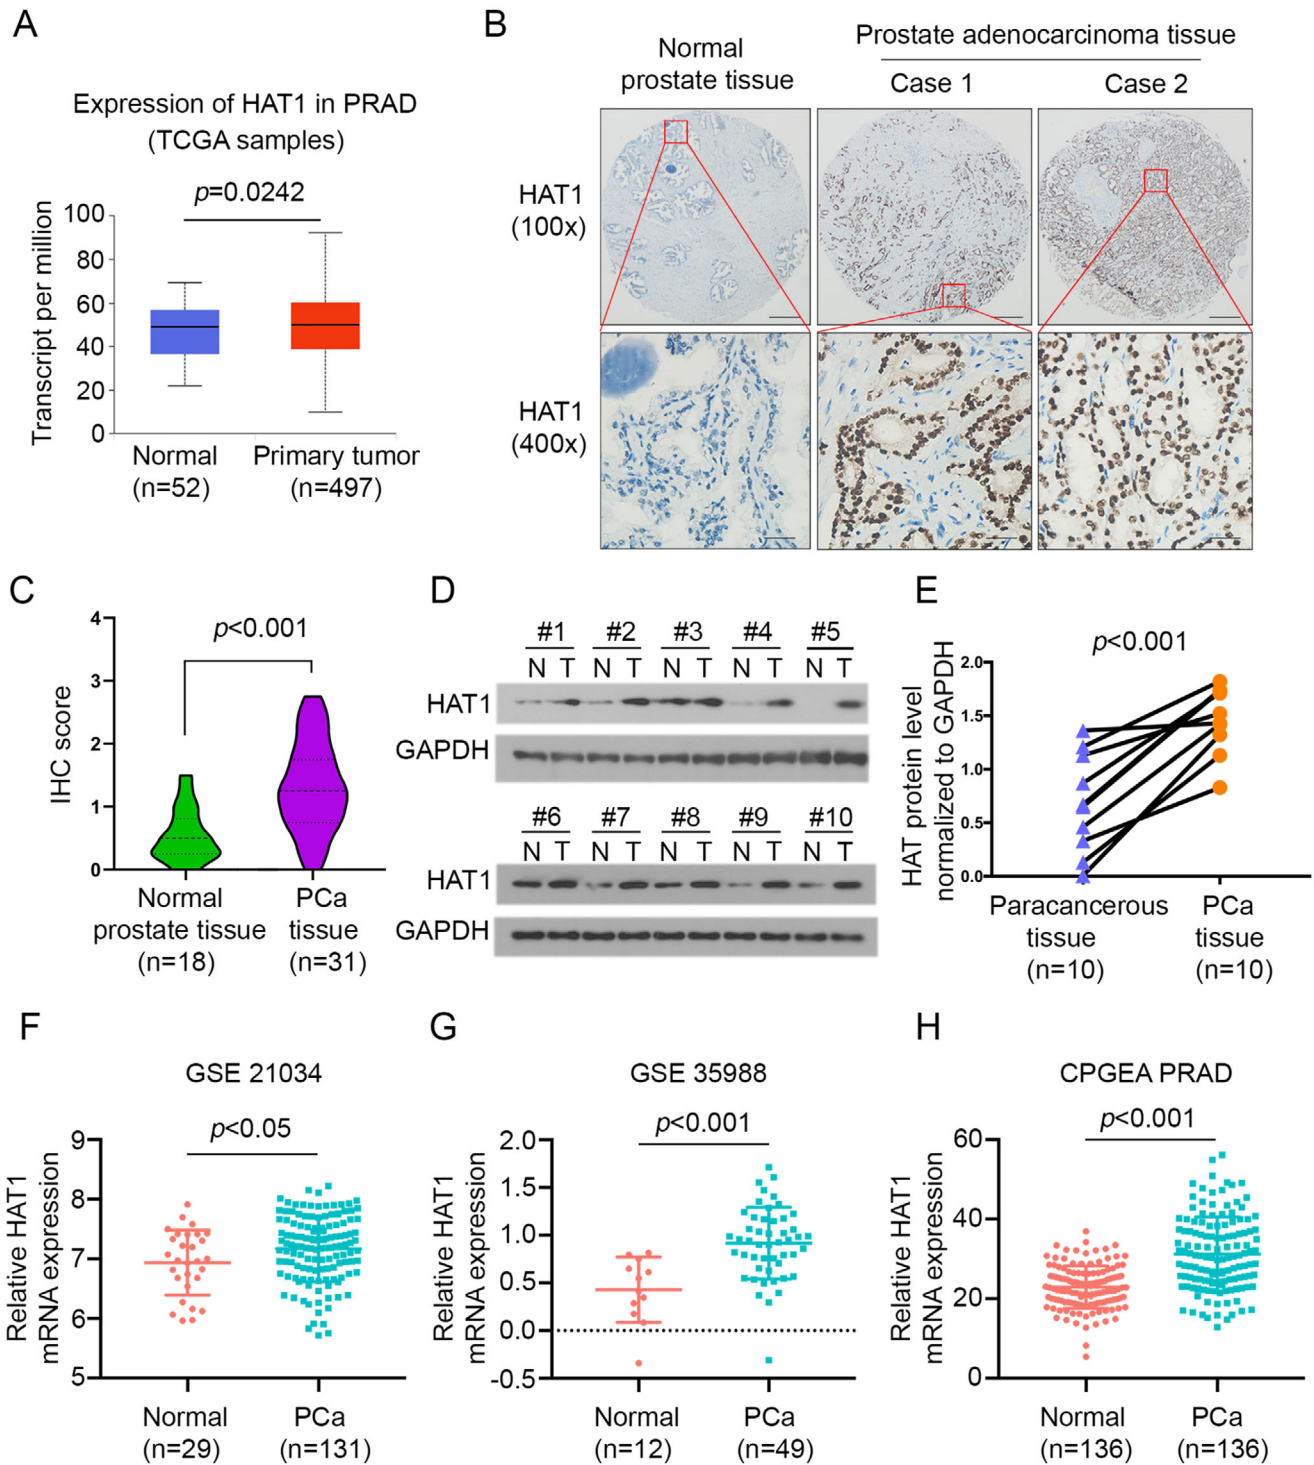 A
Expression of HAT1 in PRAD
(TCGA samples)
p=0.0242
Transcript per million
100
80
60
40
20
0
Normal
(n=52)
Primary tumor
(n=497)
B
Normal
prostate tissue
Prostate adenocarcinoma tissue
Case 1
Case 2
HAT1
(100x)
HAT1
(400x)
C
p<0.001
IHC score
4
3
2
1
0
Normal
prostate tissue
(n=18)
PCa
tissue
(n=31)
D
#1 #2 #3 #4 #5
N T N T N T N T N T
HAT1
GAPDH
#6 #7 #8 #9 #10
N T N T N T N T N T
HAT1
GAPDH
E
p<0.001
HAT protein level
normalized to GAPDH
2.0
1.5
1.0
0.5
0.0
Paracancerous
tissue
(n=10)
PCa
tissue
(n=10)
F
GSE 21034
p<0.05
Relative HAT1
mRNA expression
9
8
7
6
5
Normal
(n=29)
PCa
(n=131)
G
GSE 35988
p<0.001
Relative HAT1
mRNA expression
2.0
1.5
1.0
0.5
0.0
-0.5
Normal
(n=12)
PCa
(n=49)
H
CPGEA PRAD
p<0.001
Relative HAT1
mRNA expression
60
40
20
0
Normal
(n=136)
PCa
(n=136)